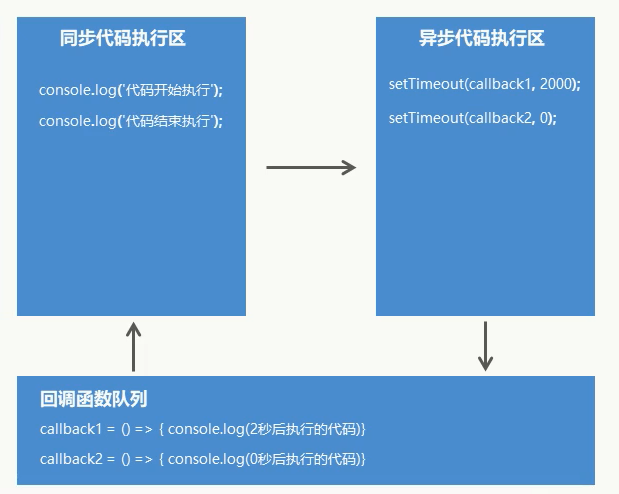 同步代码执行区
console.log('代码开始执行');
console.log('代码结束执行');
异步代码执行区
setTimeout(callback1, 2000);
setTimeout(callback2, 0);
回调函数队列
callback1 = () => { console.log(2秒后执行的代码)}
callback2 = () => { console.log(0秒后执行的代码)}